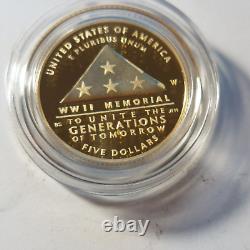 UNITED STATES OF AMERICA
E PLURIBUS UNUM
W
WWII MEMORIAL
TO UNITE THE
GENERATIONS
OF TOMORROW
FIVE DOLLARS